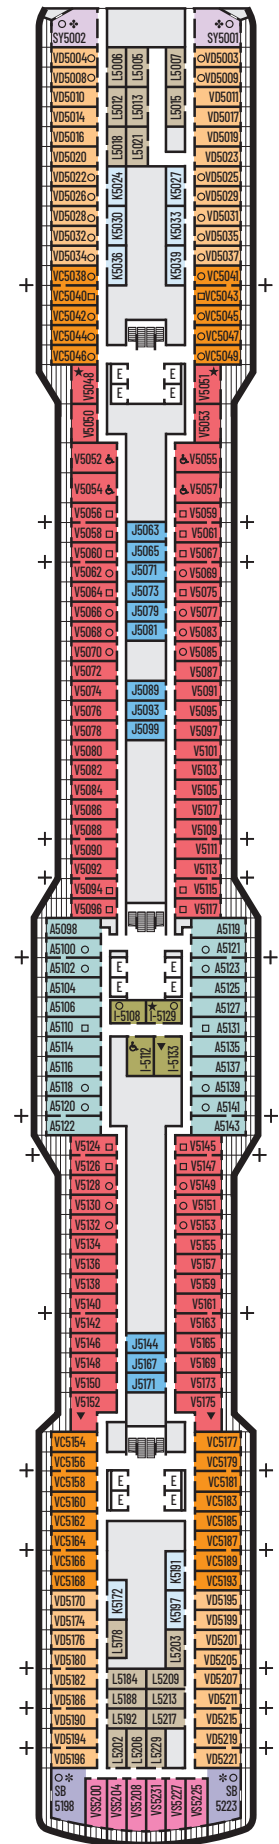 SY5002 SY5001
VD5004 L5006 L5005 L5007 VD5003
VD5008 VD5009
VD5010 L5012 L5013 L5015 VD5011
VD5014 VD5017
VD5016 L5018 L5021 VD5019
VD5020 VD5023
VD5022 K5024 K5027 VD5025
VD5026 VD5029
VD5028 K5030 K5033 VD5031
VD5032 VD5035
VD5034 K5036 K5039 VD5037
VC5038 VC5041
VC5040 VC5043
VC5042 VC5045
VC5044 VC5047
VC5046 VC5049
V5048 E E V5051
V5050 E E V5053
V5052 V5055
V5054 V5057
V5056 V5059
V5058 J5063 V5061
V5060 J5065 V5067
V5062 J5071 V5069
V5064 J5073 V5075
V5066 J5079 V5077
V5068 J5081 V5083
V5070 V5085
V5072 V5087
V5074 J5089 V5091
V5076 J5093 V5095
V5078 J5099 V5097
V5080 V5101
V5082 V5103
V5084 V5105
V5086 V5107
V5088 V5109
V5090 V5111
V5092 V5113
V5094 V5115
V5096 V5117
A5098 A5119
A5100 A5121
A5102 E E A5123
A5104 E E A5125
A5106 I-5108 I-5129 A5127
A5110 A5131
A5114 I-5112 I-5133 A5135
A5116 A5137
A5118 A5139
A5120 A5141
A5122 A5143
V5124 V5145
V5126 V5147
V5128 V5149
V5130 V5151
V5132 V5153
V5134 V5155
V5136 V5157
V5138 V5159
V5140 V5161
V5142 V5163
V5146 J5144 V5165
V5148 J5167 V5169
V5150 J5171 V5173
V5152 V5175
VC5154 VC5177
VC5156 VC5179
VC5158 E E VC5181
VC5160 E E VC5183
VC5162 VC5185
VC5164 VC5187
VC5166 K5191 VC5189
VC5168 VC5193
VD5170 K5172 K5197 VD5195
VD5174 VD5199
VD5176 L5178 L5203 VD5201
VD5180 VD5205
VD5182 L5184 L5209 VD5207
VD5186 L5188 L5213 VD5211
VD5190 L5192 L5217 VD5215
VD5194 L5202 L5206 L5229 VD5219
VD5196 VD5221
SB
5198 VS5200 VS5204 VS5208 VS5231 VS5227 VS5225 SB
5223